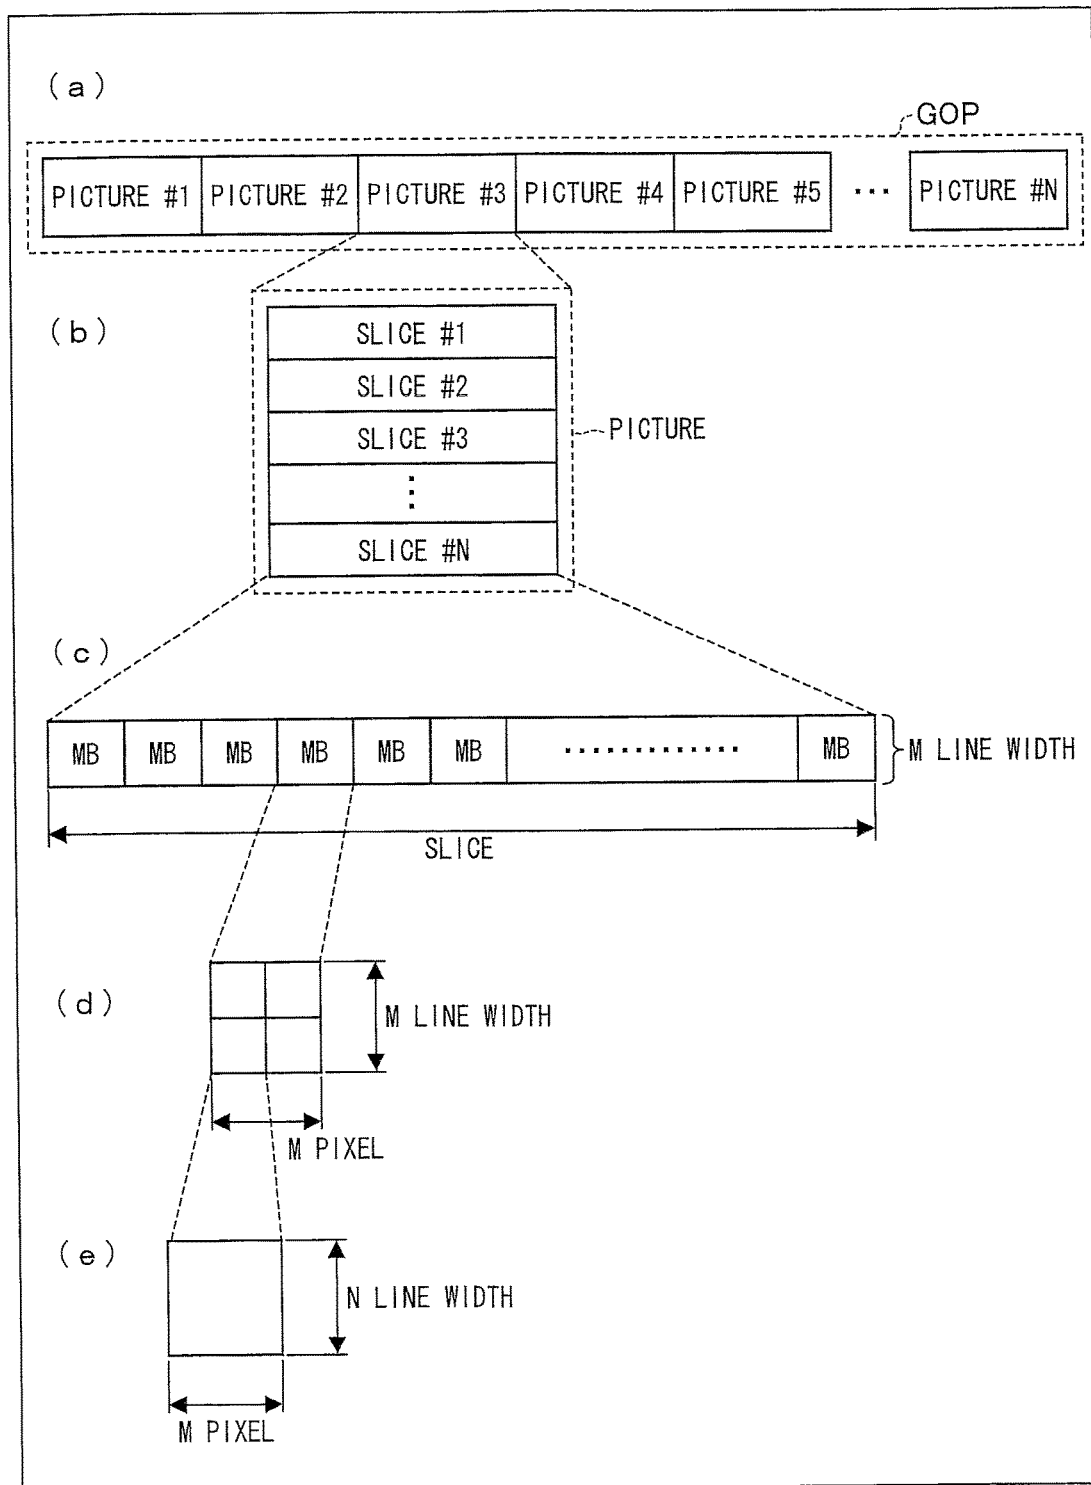 (a)
GOP
PICTURE #1 PICTURE #2 PICTURE #3 PICTURE #4 PICTURE #5 ··· PICTURE #N
(b)
SLICE #1
SLICE #2
SLICE #3
⋮
SLICE #N
PICTURE
(c)
MB MB MB MB MB MB ············· MB
M LINE WIDTH
SLICE
(d)
M LINE WIDTH
M PIXEL
(e)
N LINE WIDTH
M PIXEL